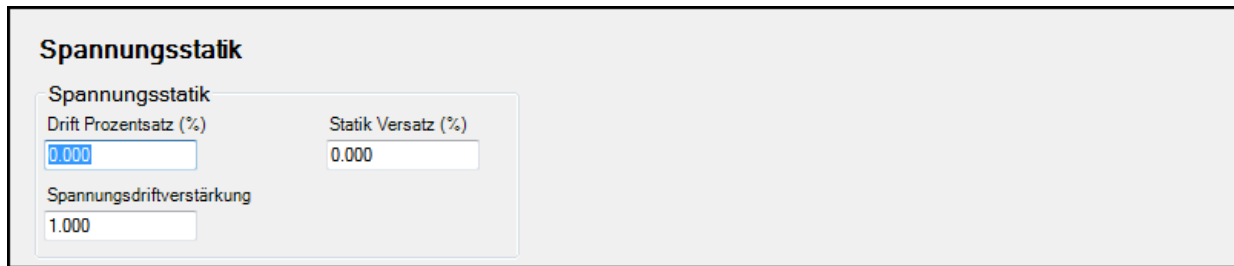 Spannungsstatik
Spannungsstatik
Drift Prozentsatz (%) Statik Versatz (%)
0.000 0.000
Spannungsdriftverstärkung
1.000